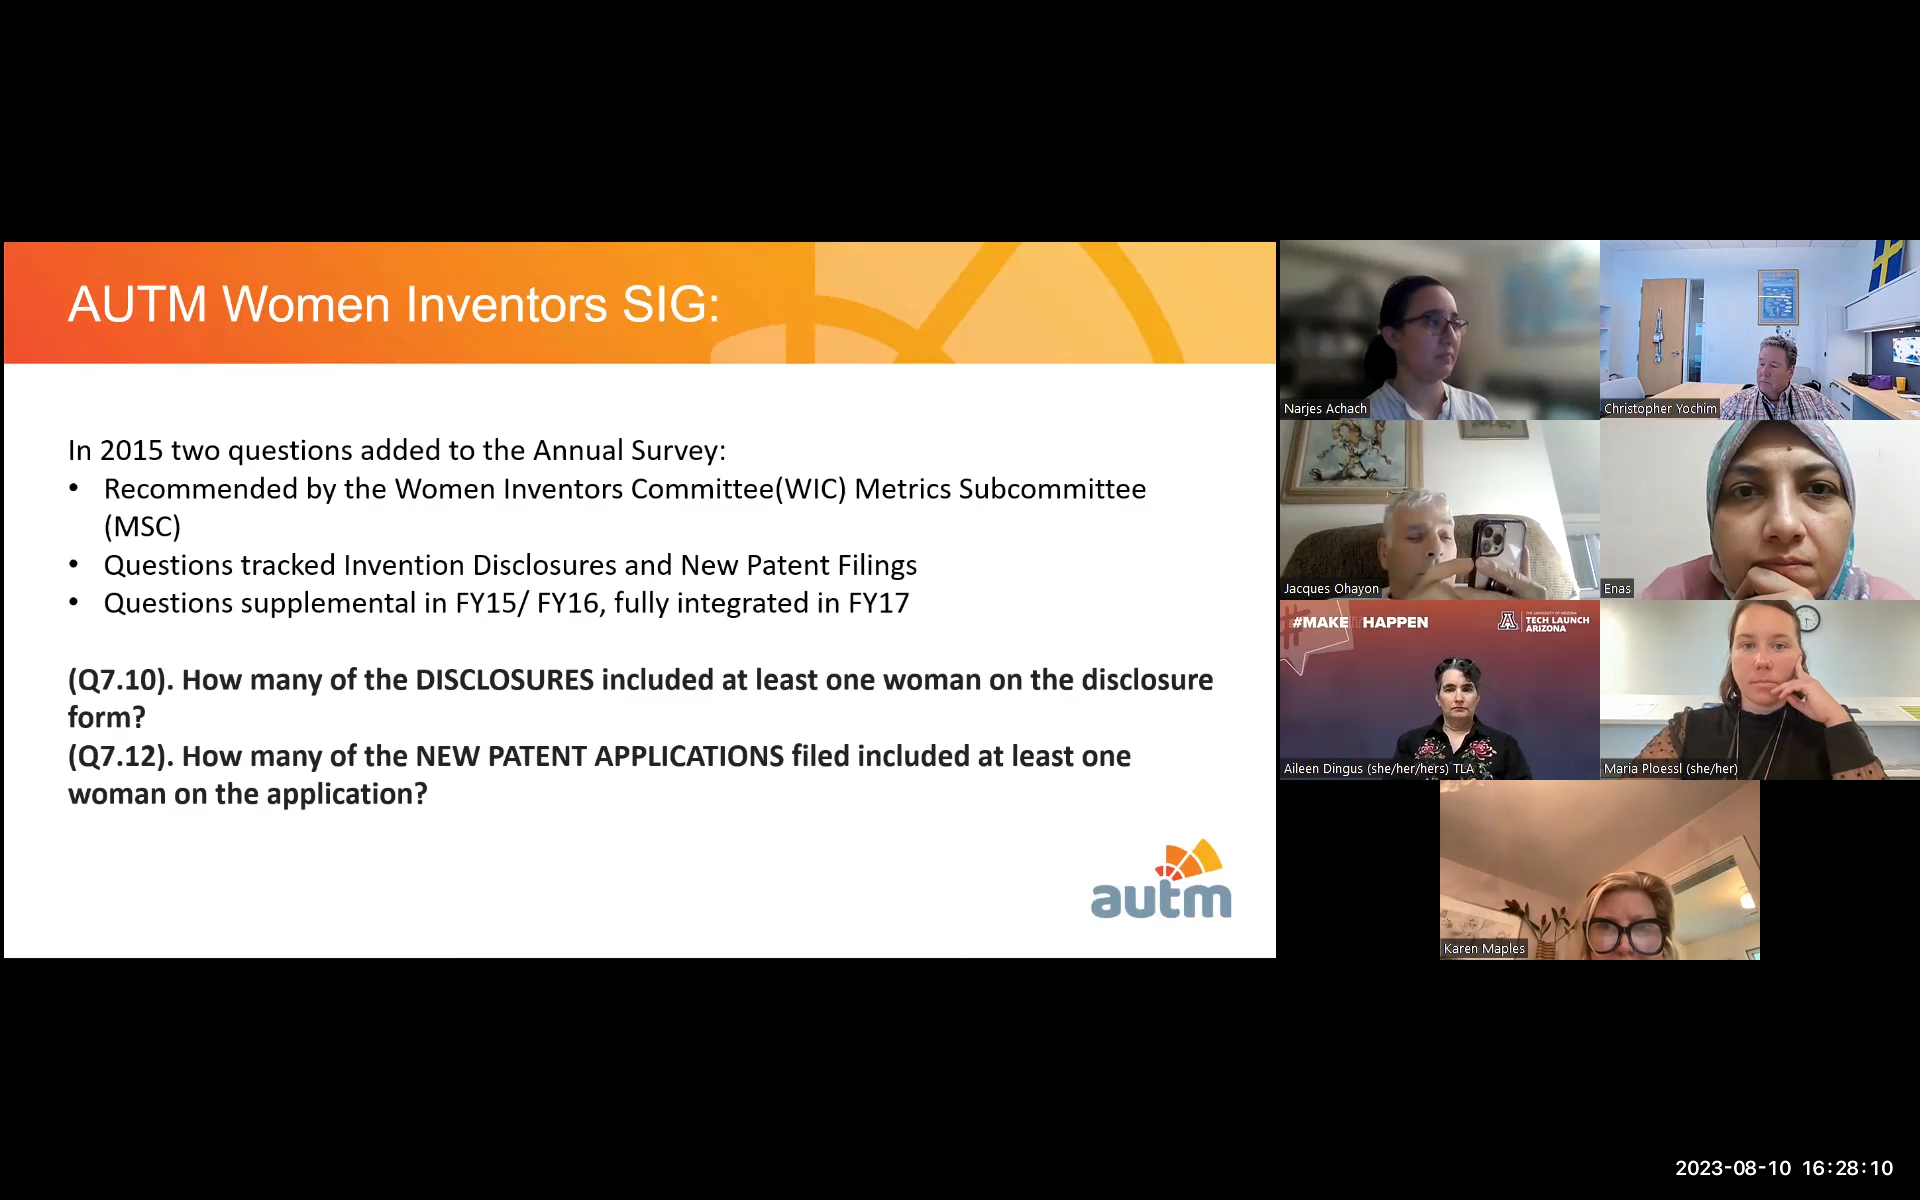 AUTM Women Inventors SIG:
In 2015 two questions added to the Annual Survey:
• Recommended by the Women Inventors Committee(WIC) Metrics Subcommittee
(MSC)
• Questions tracked Invention Disclosures and New Patent Filings
• Questions supplemental in FY15/ FY16, fully integrated in FY17
(Q7.10). How many of the DISCLOSURES included at least one woman on the disclosure
form?
(Q7.12). How many of the NEW PATENT APPLICATIONS filed included at least one
woman on the application?
autm
Narjes Achach
Christopher Yochim
Jacques Ohayon
Enas
#MAKE IT HAPPEN
THE UNIVERSITY OF ARIZONA
TECH LAUNCH
ARIZONA
Aileen Dingus (she/her/hers) TLA
Maria Ploessl (she/her)
Karen Maples
2023-08-10 16:28:10